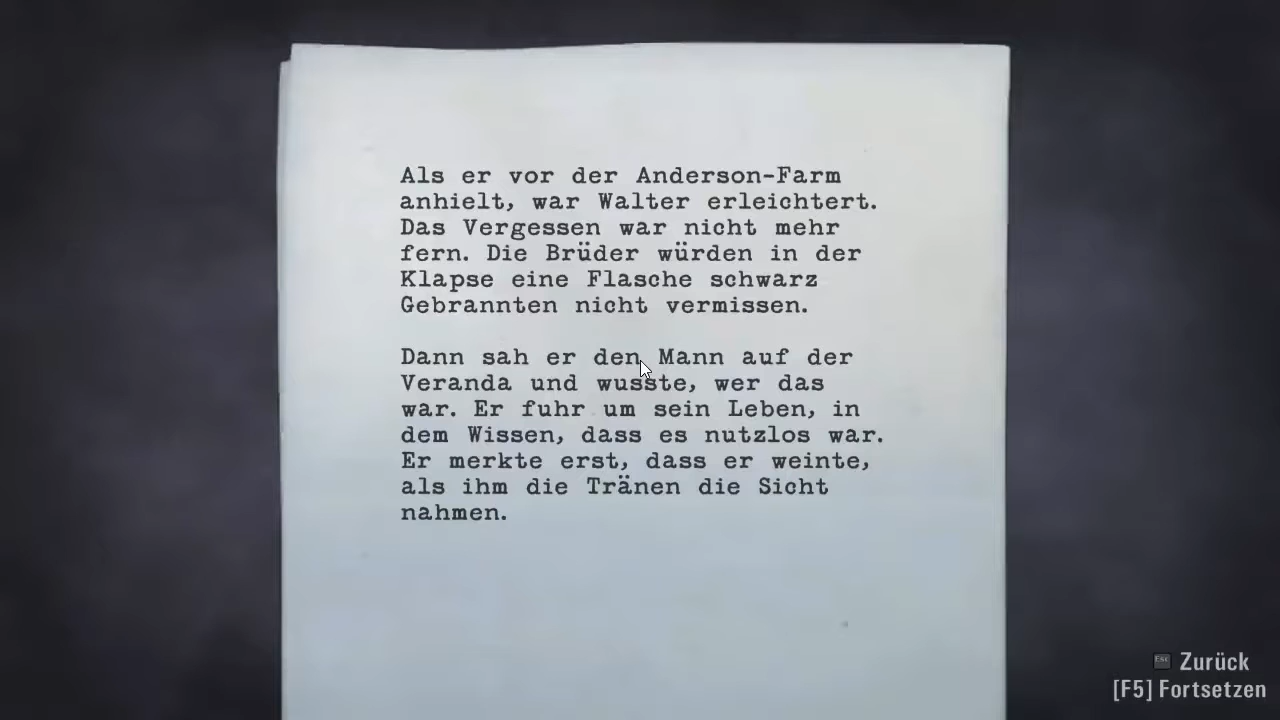 Als er vor der Anderson-Farm
anhielt, war Walter erleichtert.
Das Vergessen war nicht mehr
fern. Die Brüder würden in der
Klapse eine Flasche schwarz
Gebrannten nicht vermissen.
Dann sah er den Mann auf der
Veranda und wusste, wer das
war. Er fuhr um sein Leben, in
dem Wissen, dass es nutzlos war.
Er merkte erst, dass er weinte,
als ihm die Tränen die Sicht
nahmen.
Esc Zurück
[F5] Fortsetzen